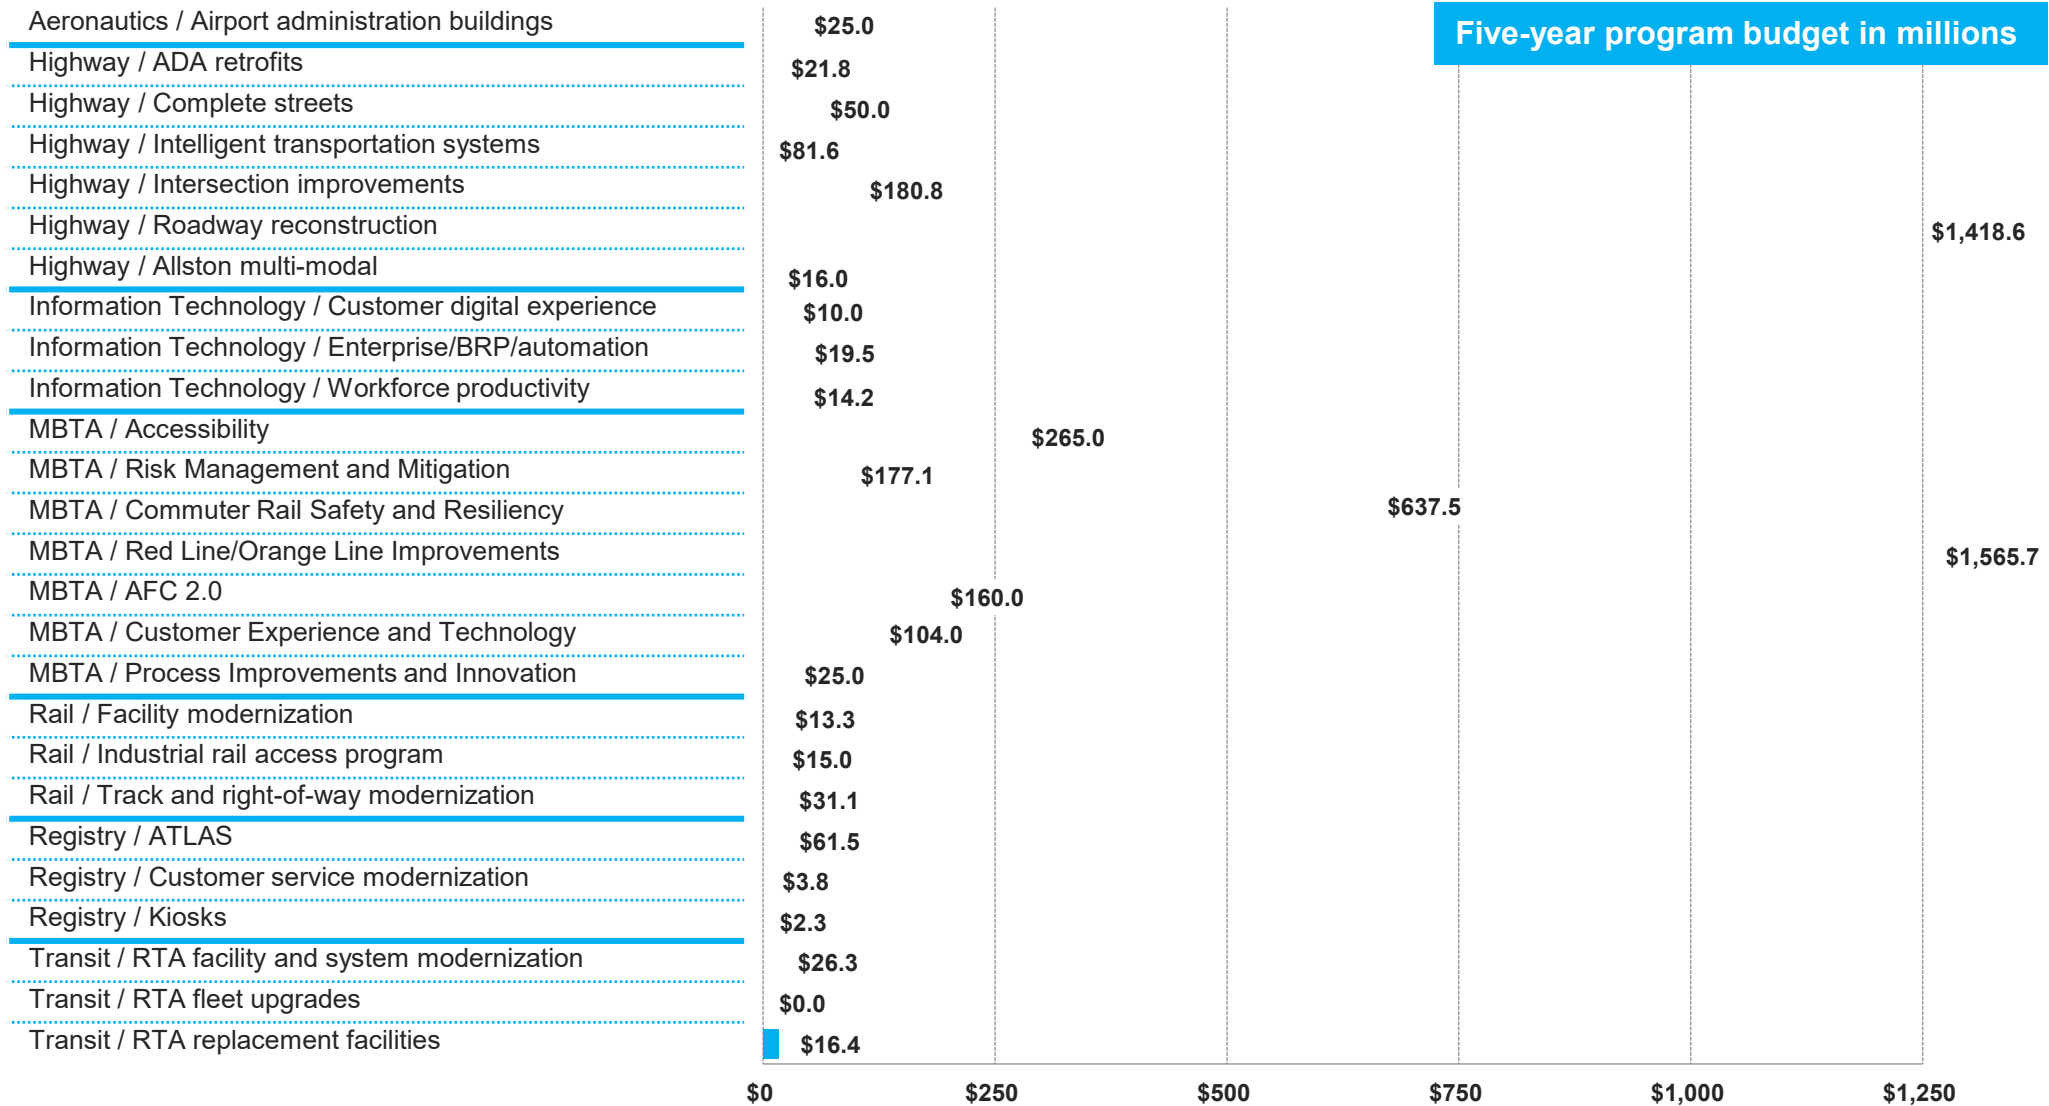 Five-year program budget in millions
Aeronautics / Airport administration buildings $25.0
Highway / ADA retrofits $21.8
Highway / Complete streets $50.0
Highway / Intelligent transportation systems $81.6
Highway / Intersection improvements $180.8
Highway / Roadway reconstruction $1,418.6
Highway / Allston multi-modal $16.0
Information Technology / Customer digital experience $10.0
Information Technology / Enterprise/BRP/automation $19.5
Information Technology / Workforce productivity $14.2
MBTA / Accessibility $265.0
MBTA / Risk Management and Mitigation $177.1
MBTA / Commuter Rail Safety and Resiliency $637.5
MBTA / Red Line/Orange Line Improvements $1,565.7
MBTA / AFC 2.0 $160.0
MBTA / Customer Experience and Technology $104.0
MBTA / Process Improvements and Innovation $25.0
Rail / Facility modernization $13.3
Rail / Industrial rail access program $15.0
Rail / Track and right-of-way modernization $31.1
Registry / ATLAS $61.5
Registry / Customer service modernization $3.8
Registry / Kiosks $2.3
Transit / RTA facility and system modernization $26.3
Transit / RTA fleet upgrades $0.0
Transit / RTA replacement facilities $16.4
$0 $250 $500 $750 $1,000 $1,250